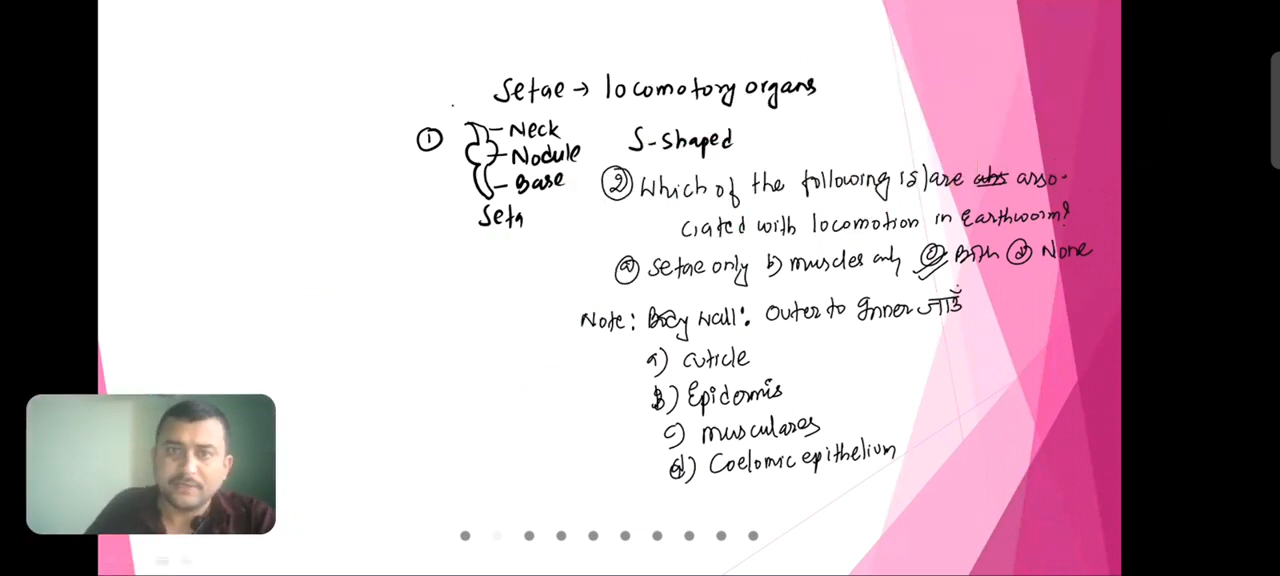 Setae → locomotory organs
① Neck
Nodule
Base
Seta
S-shaped
② Which of the following is/are asso-
ciated with locomotion in Earthworm?
ⓐ Setae only b) muscles only ⓒ Both ⓓ None
Note: Body wall: Outer to Inner
a) cuticle
B) Epidermis
c) musculares
d) Coelomic epithelium